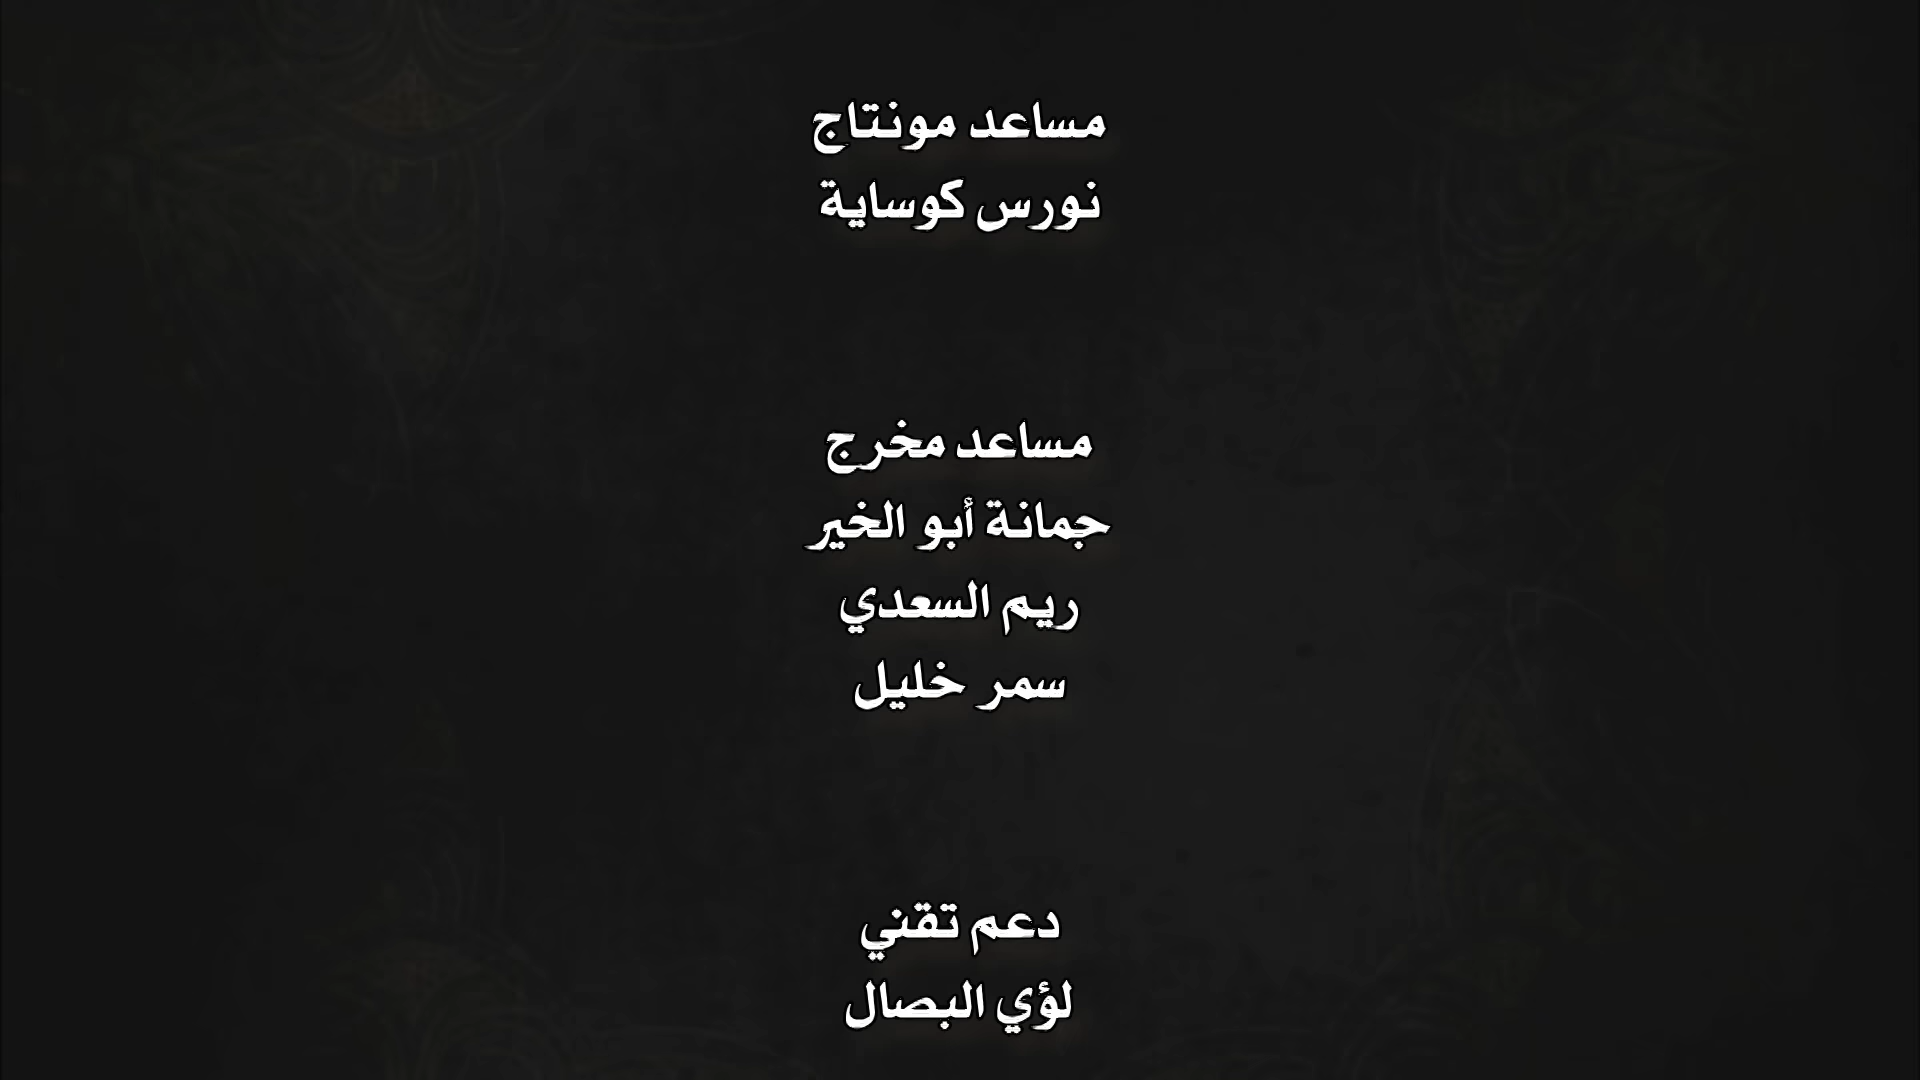 مساعد مونتاج
نورس كوساية
مساعد مخرج
جمانة أبو الخير
ريم السعدي
سمر خليل
دعم تقني
لؤي البصال